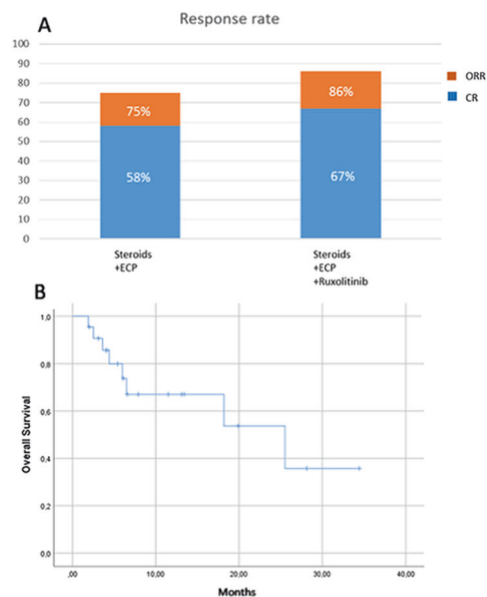 A
Response rate
100
90
80
70
60
50
40
30
20
10
0
75%
58%
86%
67%
ORR
CR
Steroids
+ECP
Steroids
+ECP
+Ruxolitinib
B
1,0
0,8
0,6
0,4
0,2
0,0
Overall Survival
,00
10,00
20,00
30,00
40,00
Months